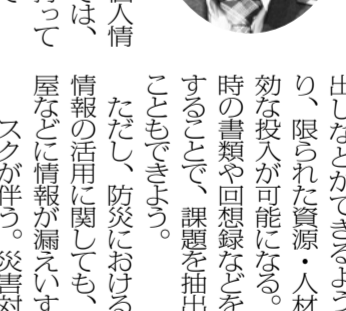 出しなどができるよう
り、限られた資源・人材
効な投入が可能になる。
時の書類や回想録などを
することで、課題を抽出
こともできよう。
ただし、防災における
情報の活用に関しても、
屋などに情報が漏えいす
スクが伴う。災害対
個人情
では、
持って